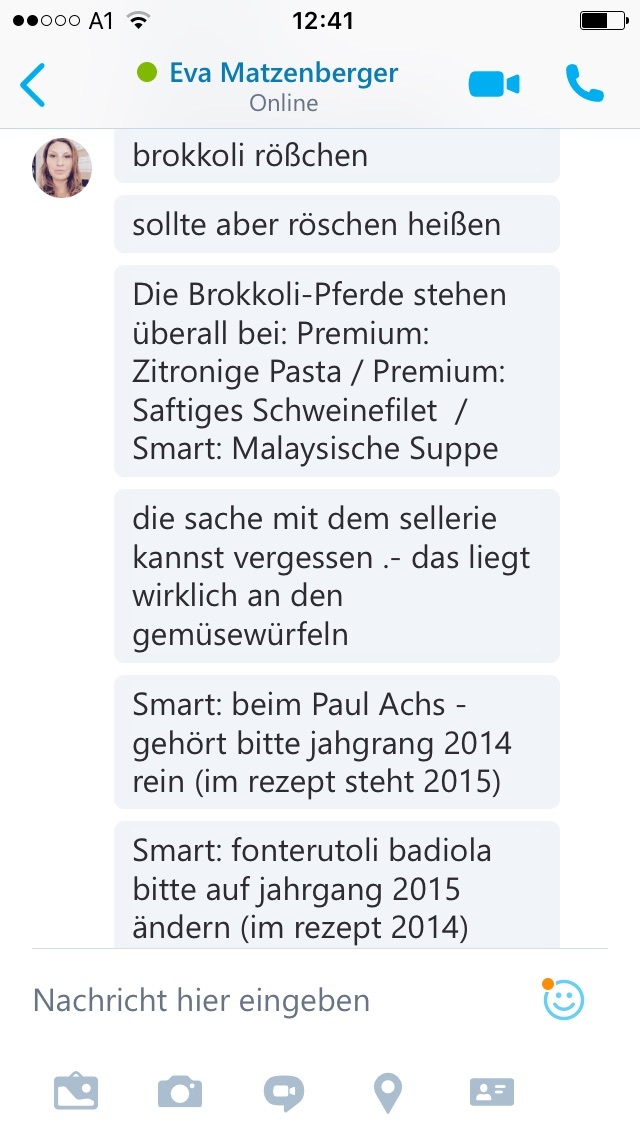 A1 12:41
Eva Matzenberger
Online
brokkoli rößchen
sollte aber röschen heißen
Die Brokkoli-Pferde stehen
überall bei: Premium:
Zitronige Pasta / Premium:
Saftiges Schweinefilet  /
Smart: Malaysische Suppe
die sache mit dem sellerie
kannst vergessen .- das liegt
wirklich an den
gemüsewürfeln
Smart: beim Paul Achs -
gehört bitte jahgrang 2014
rein (im rezept steht 2015)
Smart: fonterutoli badiola
bitte auf jahrgang 2015
ändern (im rezept 2014)
Nachricht hier eingeben